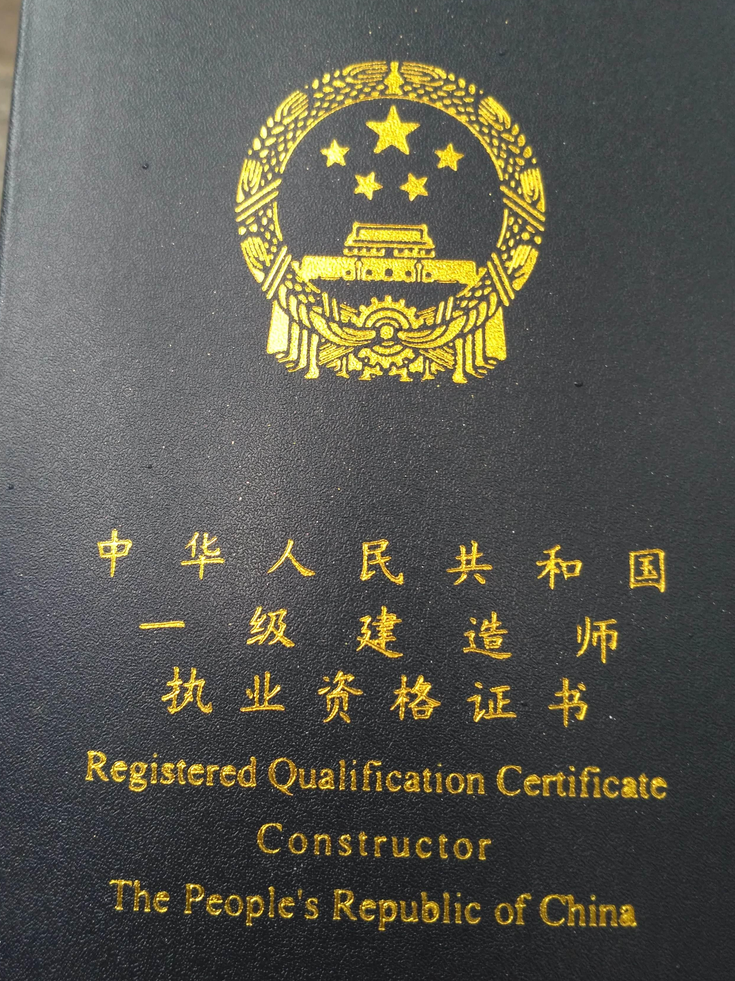 中华人民共和国
一级建造师
执业资格证书
Registered Qualification Certificate
Constructor
The People's Republic of China